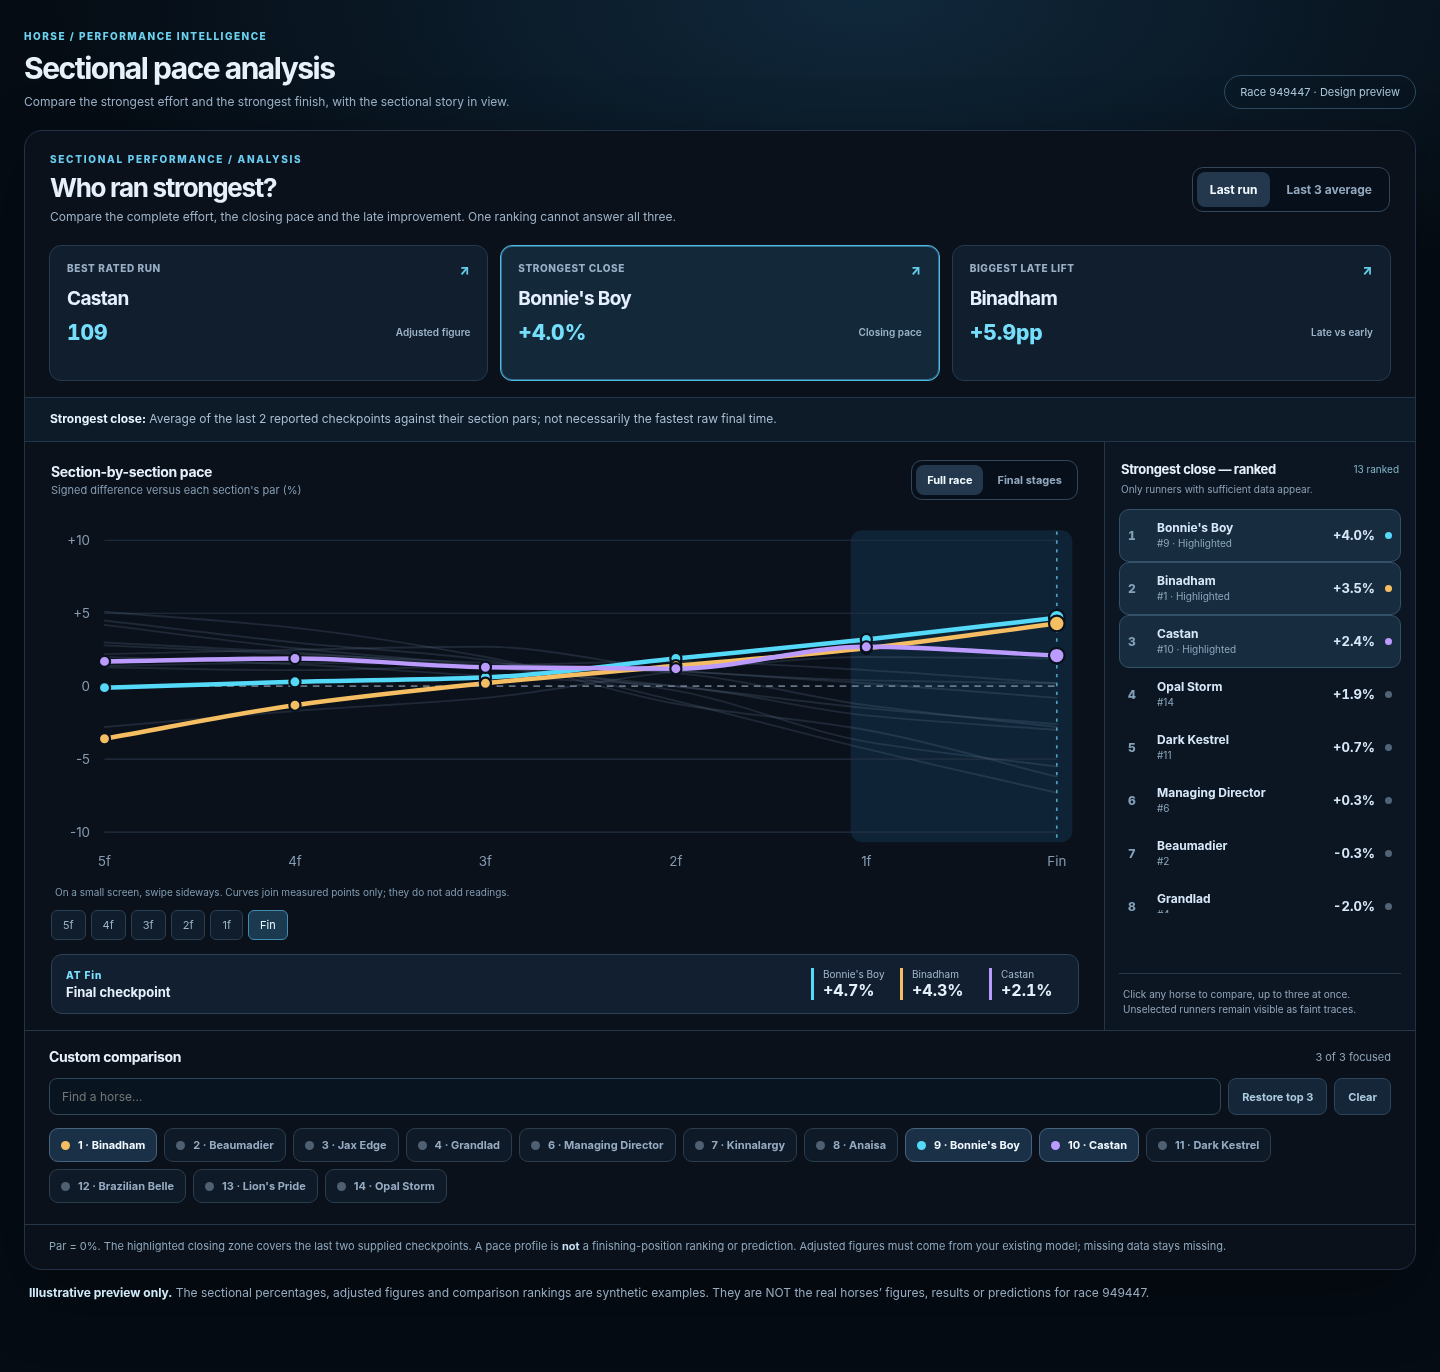 HORSE / PERFORMANCE INTELLIGENCE
Sectional pace analysis
Compare the strongest effort and the strongest finish, with the sectional story in view.
Race 949447 · Design preview
SECTIONAL PERFORMANCE / ANALYSIS
Who ran strongest?
Compare the complete effort, the closing pace and the late improvement. One ranking cannot answer all three.
Last run
Last 3 average
BEST RATED RUN
Castan
109
Adjusted figure
STRONGEST CLOSE
Bonnie's Boy
+4.0%
Closing pace
BIGGEST LATE LIFT
Binadham
+5.9pp
Late vs early
Strongest close: Average of the last 2 reported checkpoints against their section pars; not necessarily the fastest raw final time.
Section-by-section pace
Signed difference versus each section's par (%)
Full race
Final stages
+10
+5
0
-5
-10
5f
4f
3f
2f
1f
Fin
On a small screen, swipe sideways. Curves join measured points only; they do not add readings.
5f
4f
3f
2f
1f
Fin
AT Fin
Final checkpoint
Bonnie's Boy
+4.7%
Binadham
+4.3%
Castan
+2.1%
Strongest close — ranked
13 ranked
Only runners with sufficient data appear.
1
Bonnie's Boy
#9 · Highlighted
+4.0%
2
Binadham
#1 · Highlighted
+3.5%
3
Castan
#10 · Highlighted
+2.4%
4
Opal Storm
#14
+1.9%
5
Dark Kestrel
#11
+0.7%
6
Managing Director
#6
+0.3%
7
Beaumadier
#2
-0.3%
8
Grandlad
-2.0%
Click any horse to compare, up to three at once.
Unselected runners remain visible as faint traces.
Custom comparison
3 of 3 focused
Find a horse...
Restore top 3
Clear
1 · Binadham
2 · Beaumadier
3 · Jax Edge
4 · Grandlad
6 · Managing Director
7 · Kinnalargy
8 · Anaisa
9 · Bonnie's Boy
10 · Castan
11 · Dark Kestrel
12 · Brazilian Belle
13 · Lion's Pride
14 · Opal Storm
Par = 0%. The highlighted closing zone covers the last two supplied checkpoints. A pace profile is not a finishing-position ranking or prediction. Adjusted figures must come from your existing model; missing data stays missing.
Illustrative preview only. The sectional percentages, adjusted figures and comparison rankings are synthetic examples. They are NOT the real horses’ figures, results or predictions for race 949447.